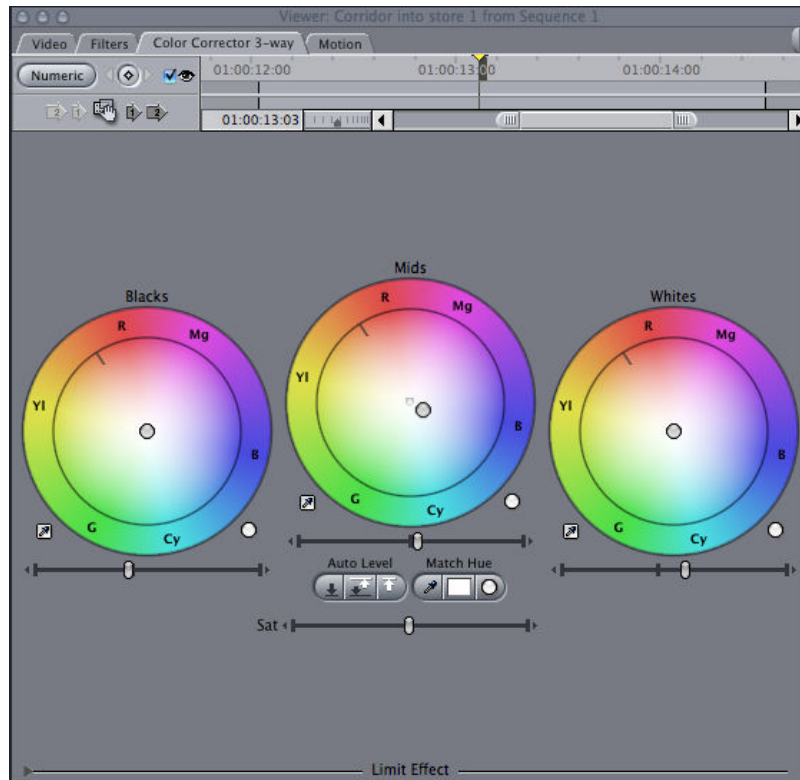 Viewer: Corridor into store 1 from Sequence 1
Video Filters Color Corrector 3-way Motion
Numeric 01:00:12:00 01:00:13:00 01:00:14:00
1 2
01:00:13:03
Mids
Blacks Whites
R Mg R Mg R Mg
Yl B Yl B Yl B
G Cy G Cy G Cy
Auto Level Match Hue
Sat
Limit Effect